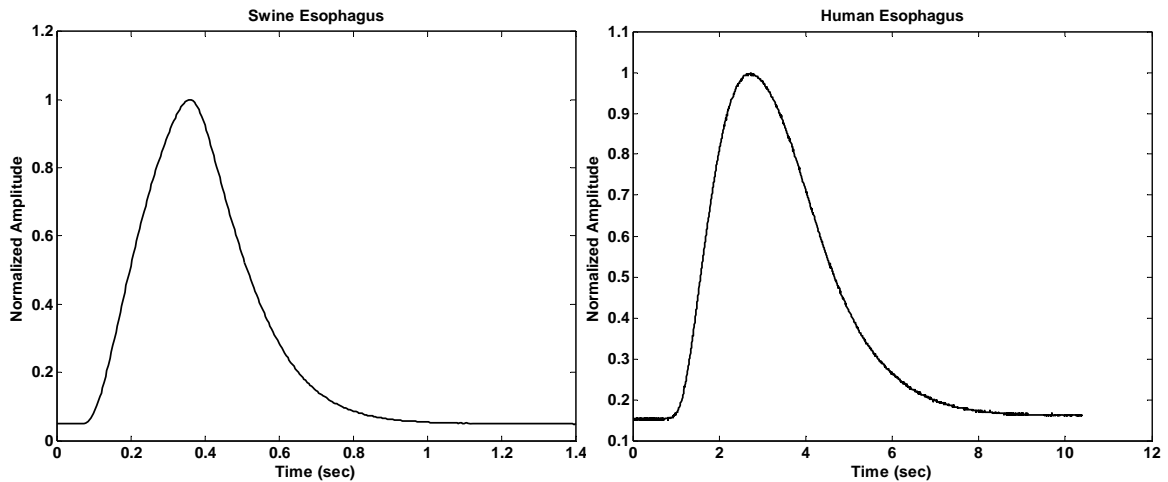 Swine Esophagus
1.2
1
0.8
0.6
0.4
0.2
0
Normalized Amplitude
0 0.2 0.4 0.6 0.8 1 1.2 1.4
Time (sec)
Human Esophagus
1.1
1
0.9
0.8
0.7
0.6
0.5
0.4
0.3
0.2
0.1
Normalized Amplitude
0 2 4 6 8 10 12
Time (sec)